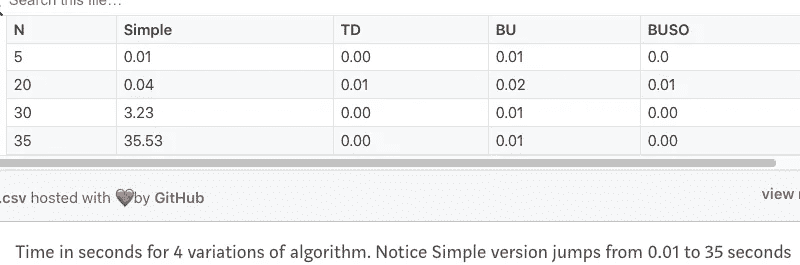 Search this file…
N Simple TD BU BUSO
5 0.01 0.00 0.01 0.0
20 0.04 0.01 0.02 0.01
30 3.23 0.00 0.01 0.00
35 35.53 0.00 0.01 0.00
.csv hosted with 🖤by GitHub view
Time in seconds for 4 variations of algorithm. Notice Simple version jumps from 0.01 to 35 seconds